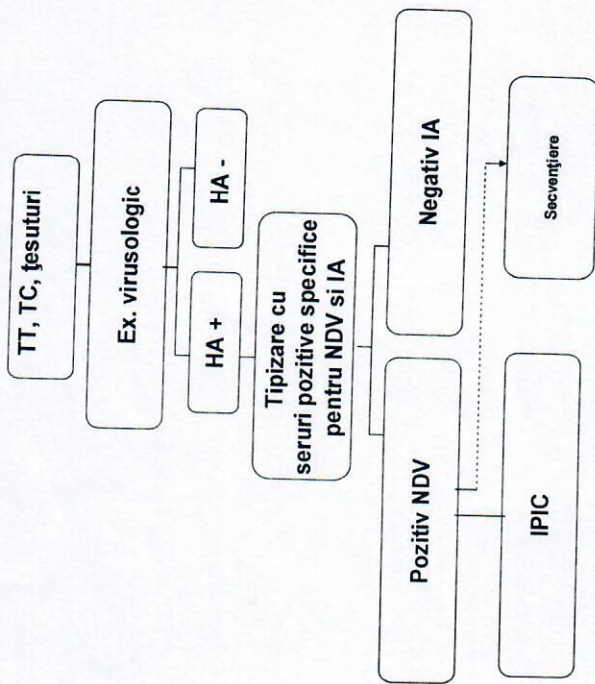 TT, TC, ţesuturi
Ex. virusologic
HA +
HA -
Tipizare cu
seruri pozitive specifice
pentru NDV si IA
Pozitiv NDV
Negativ IA
IPIC
Secvenţiere